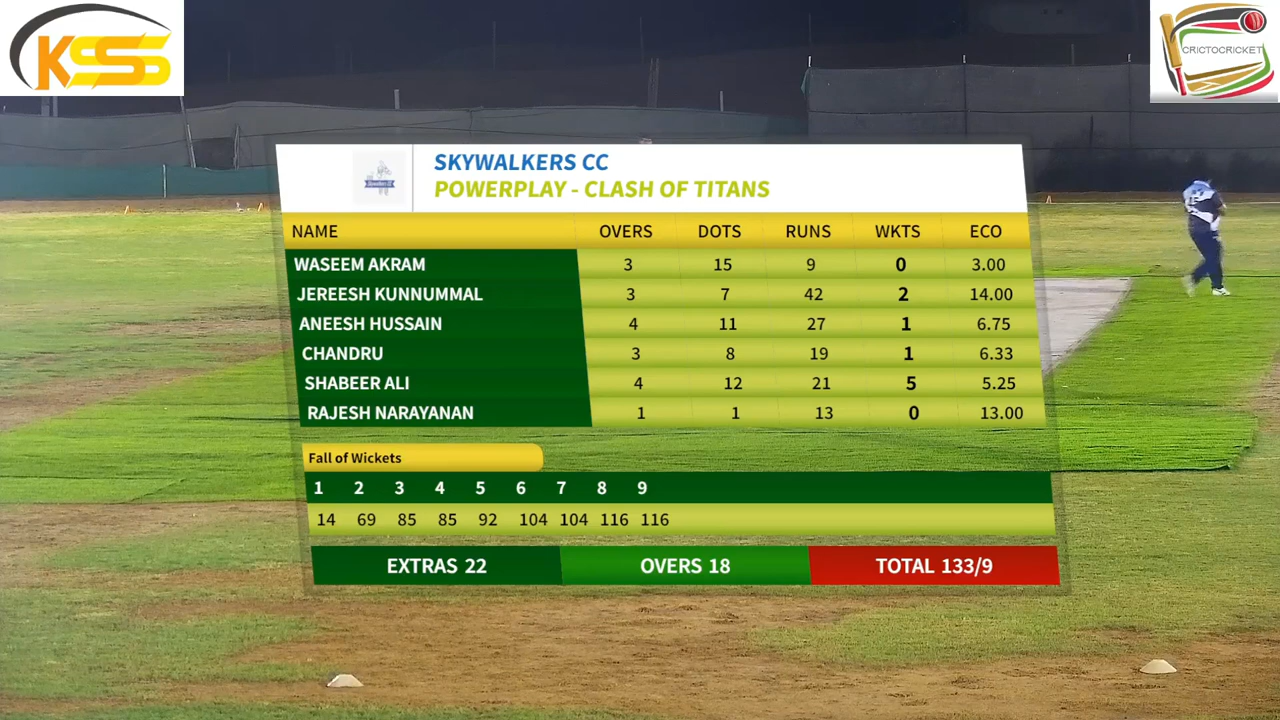 KSSS
CRICTOCRICKET
SKYWALKERS CC
POWERPLAY - CLASH OF TITANS
NAME OVERS DOTS RUNS WKTS ECO
WASEEM AKRAM 3 15 9 0 3.00
JEREESH KUNNUMMAL 3 7 42 2 14.00
ANEESH HUSSAIN 4 11 27 1 6.75
CHANDRU 3 8 19 1 6.33
SHABEER ALI 4 12 21 5 5.25
RAJESH NARAYANAN 1 1 13 0 13.00
Fall of Wickets
1 2 3 4 5 6 7 8 9
14 69 85 85 92 104 104 116 116
EXTRAS 22 OVERS 18 TOTAL 133/9